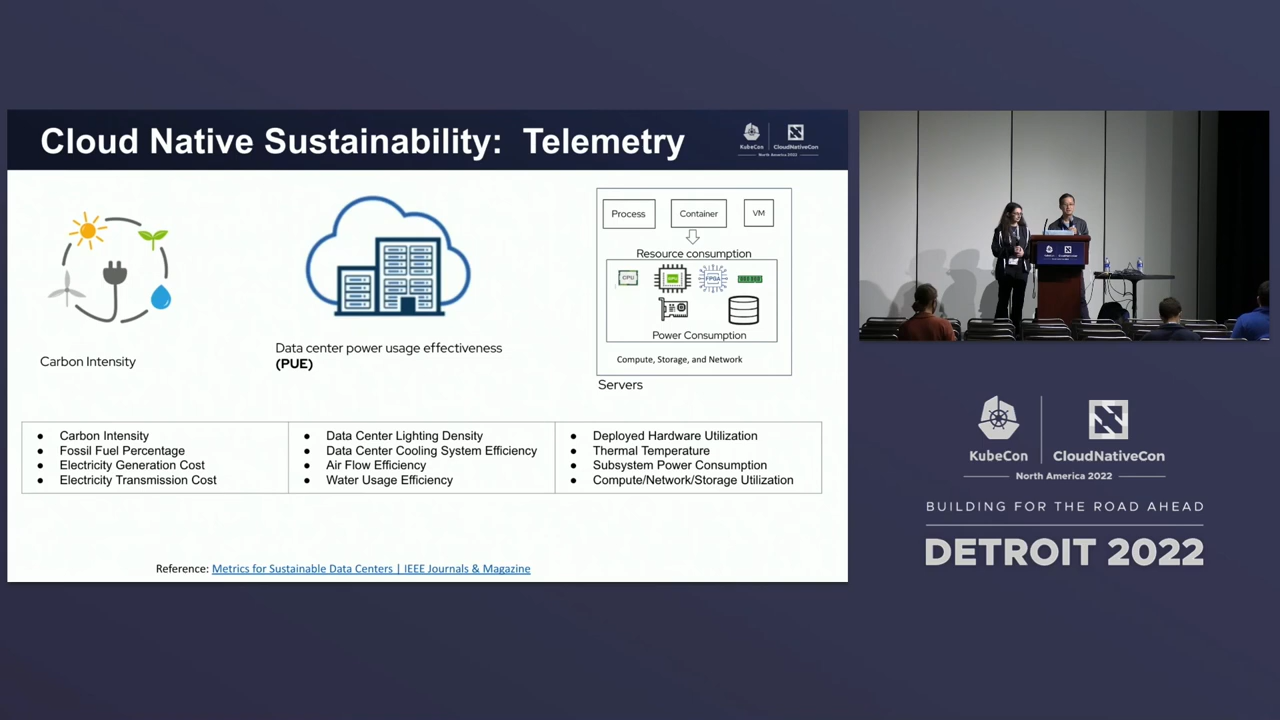 Cloud Native Sustainability: Telemetry
KubeCon
CloudNativeCon
North America 2022
Carbon Intensity
Data center power usage effectiveness
(PUE)
Process
Container
VM
Resource consumption
CPU
FPGA
Power Consumption
Compute, Storage, and Network
Servers
● Carbon Intensity
● Fossil Fuel Percentage
● Electricity Generation Cost
● Electricity Transmission Cost
● Data Center Lighting Density
● Data Center Cooling System Efficiency
● Air Flow Efficiency
● Water Usage Efficiency
● Deployed Hardware Utilization
● Thermal Temperature
● Subsystem Power Consumption
● Compute/Network/Storage Utilization
Reference: Metrics for Sustainable Data Centers | IEEE Journals & Magazine
KubeCon
CloudNativeCon
North America 2022
BUILDING FOR THE ROAD AHEAD
DETROIT 2022